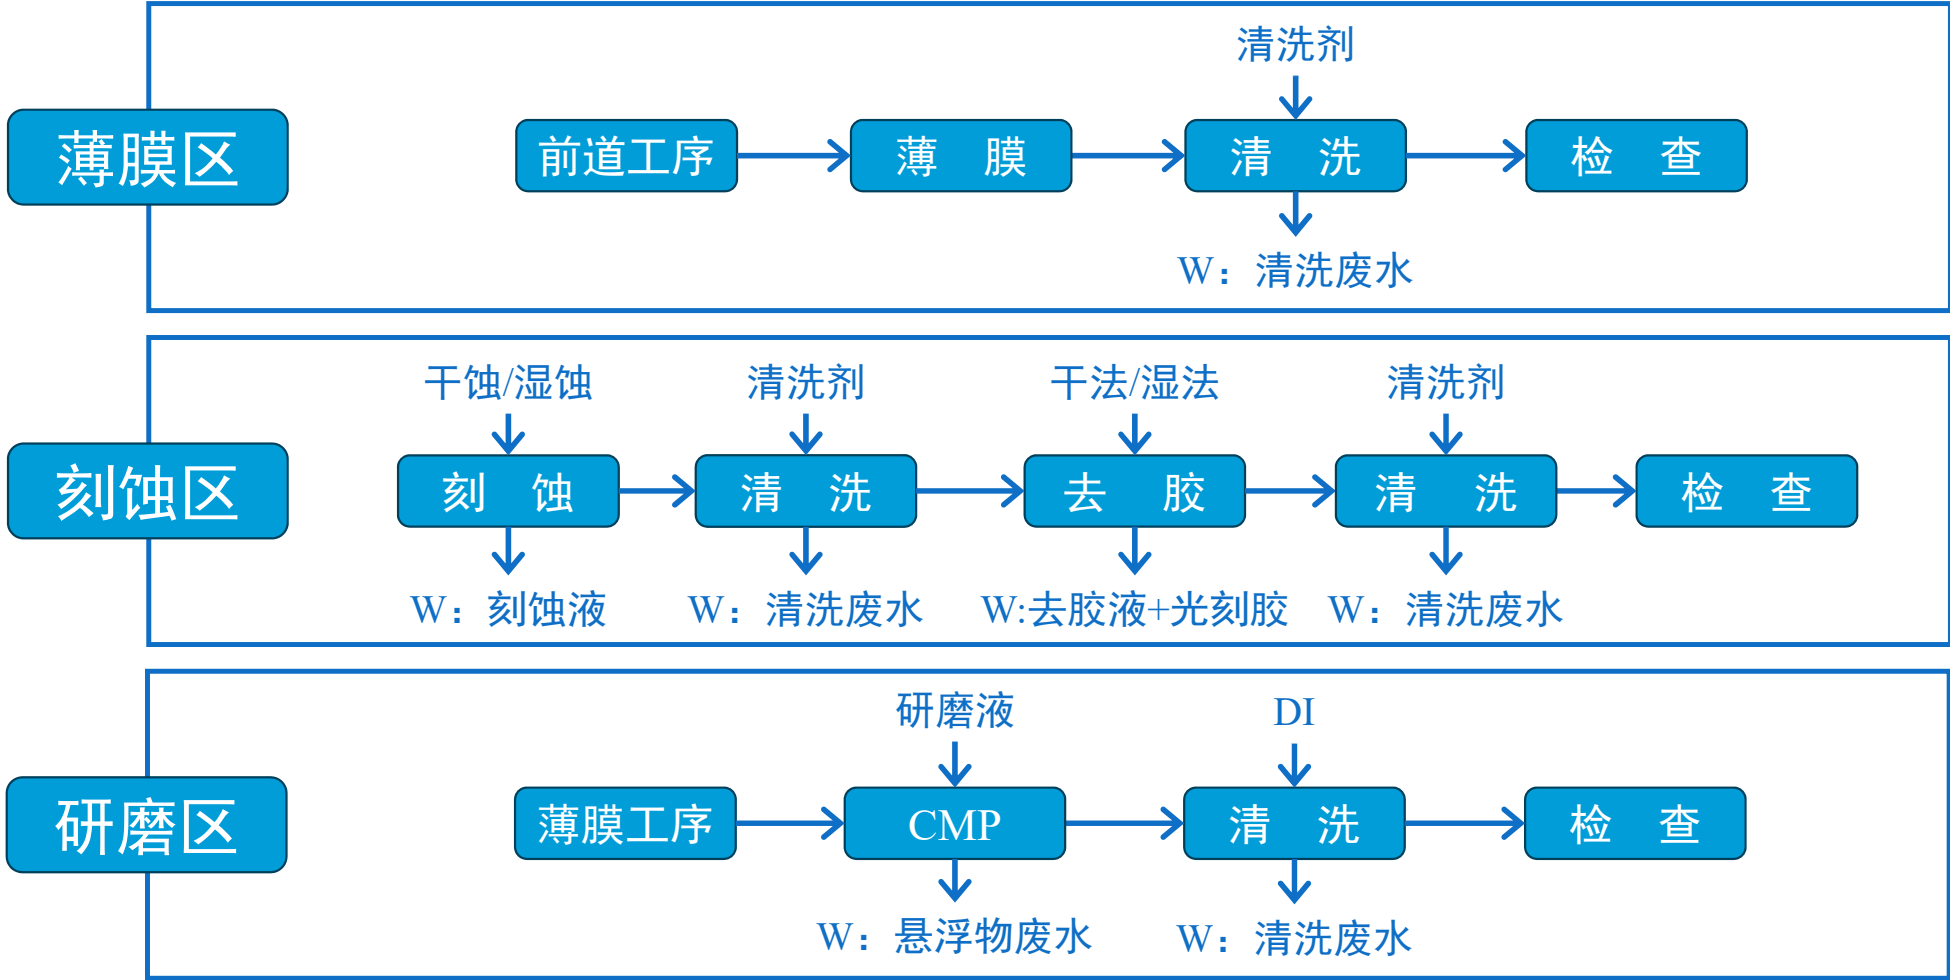 薄膜区
清洗剂
前道工序 薄 膜 清 洗 检 查
W：清洗废水
刻蚀区
干蚀/湿蚀 清洗剂 干法/湿法 清洗剂
刻 蚀 清 洗 去 胶 清 洗 检 查
W：刻蚀液 W：清洗废水 W:去胶液+光刻胶 W：清洗废水
研磨区
研磨液 DI
薄膜工序 CMP 清 洗 检 查
W：悬浮物废水 W：清洗废水